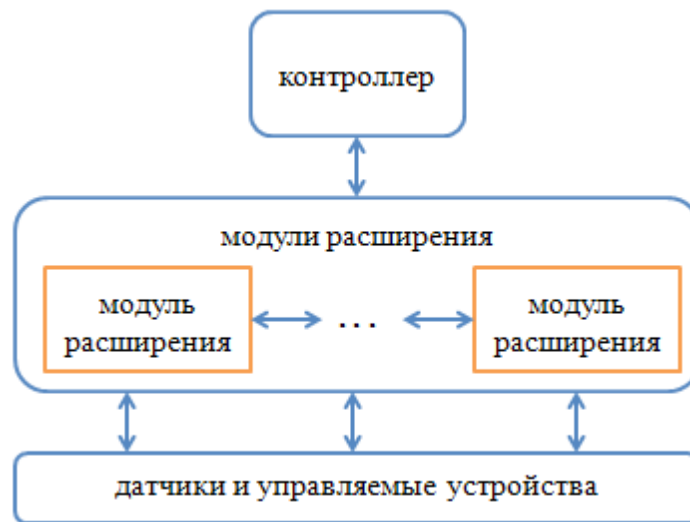 контроллер
модули расширения
модуль
расширения
...
модуль
расширения
датчики и управляемые устройства